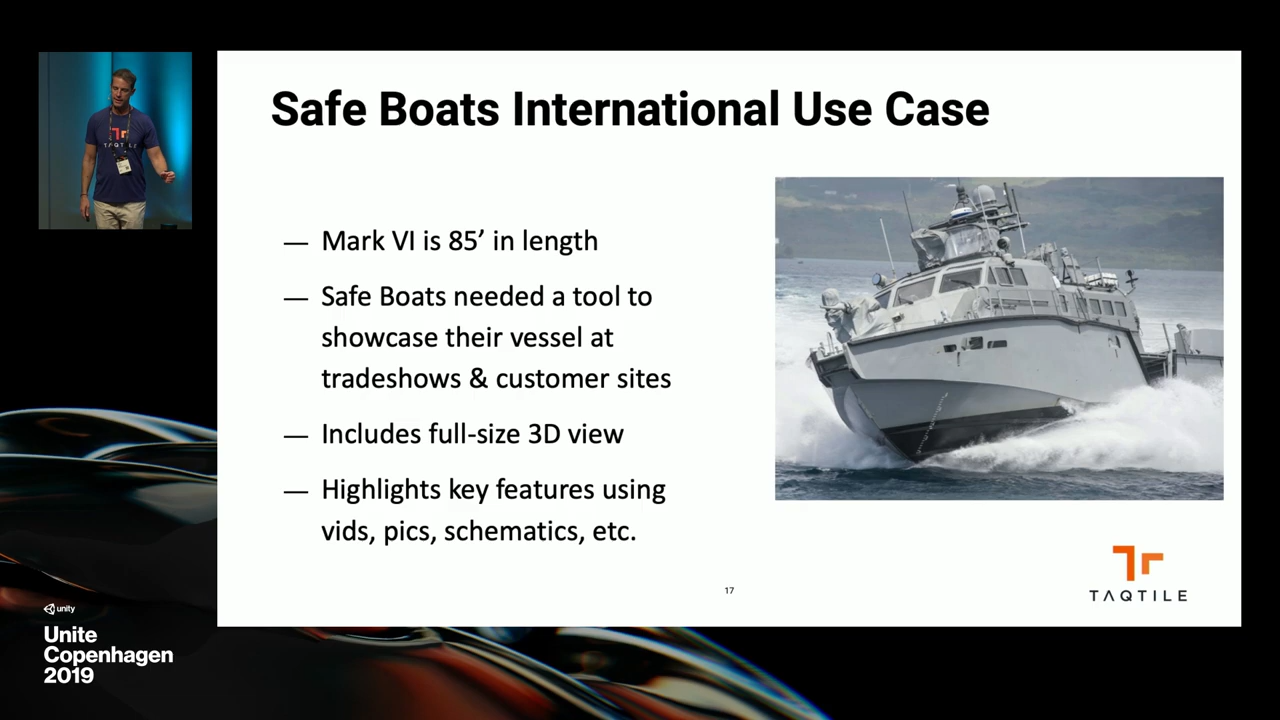 Safe Boats International Use Case
— Mark VI is 85’ in length
— Safe Boats needed a tool to
showcase their vessel at
tradeshows & customer sites
— Includes full-size 3D view
— Highlights key features using
vids, pics, schematics, etc.
17
TAQTILE
TAQTILE
unity
Unite
Copenhagen
2019